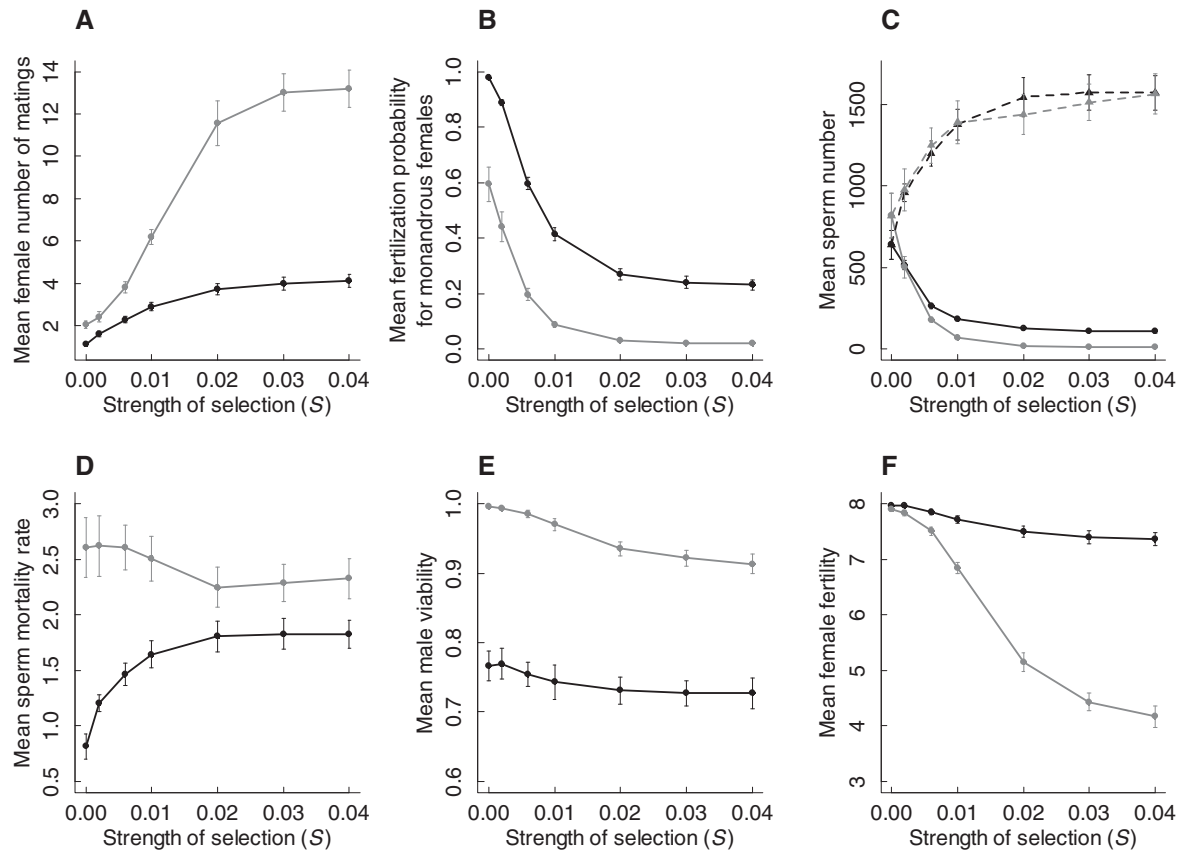 A
Mean female number of matings
14
12
10
8
6
4
2
0.00 0.01 0.02 0.03 0.04
Strength of selection (S)
B
Mean fertilization probability
for monandrous females
1.0
0.8
0.6
0.4
0.2
0.0
0.00 0.01 0.02 0.03 0.04
Strength of selection (S)
C
Mean sperm number
1500
1000
500
0
0.00 0.01 0.02 0.03 0.04
Strength of selection (S)
D
Mean sperm mortality rate
3.0
2.5
2.0
1.5
1.0
0.5
0.00 0.01 0.02 0.03 0.04
Strength of selection (S)
E
Mean male viability
1.0
0.9
0.8
0.7
0.6
0.00 0.01 0.02 0.03 0.04
Strength of selection (S)
F
Mean female fertility
8
7
6
5
4
3
0.00 0.01 0.02 0.03 0.04
Strength of selection (S)